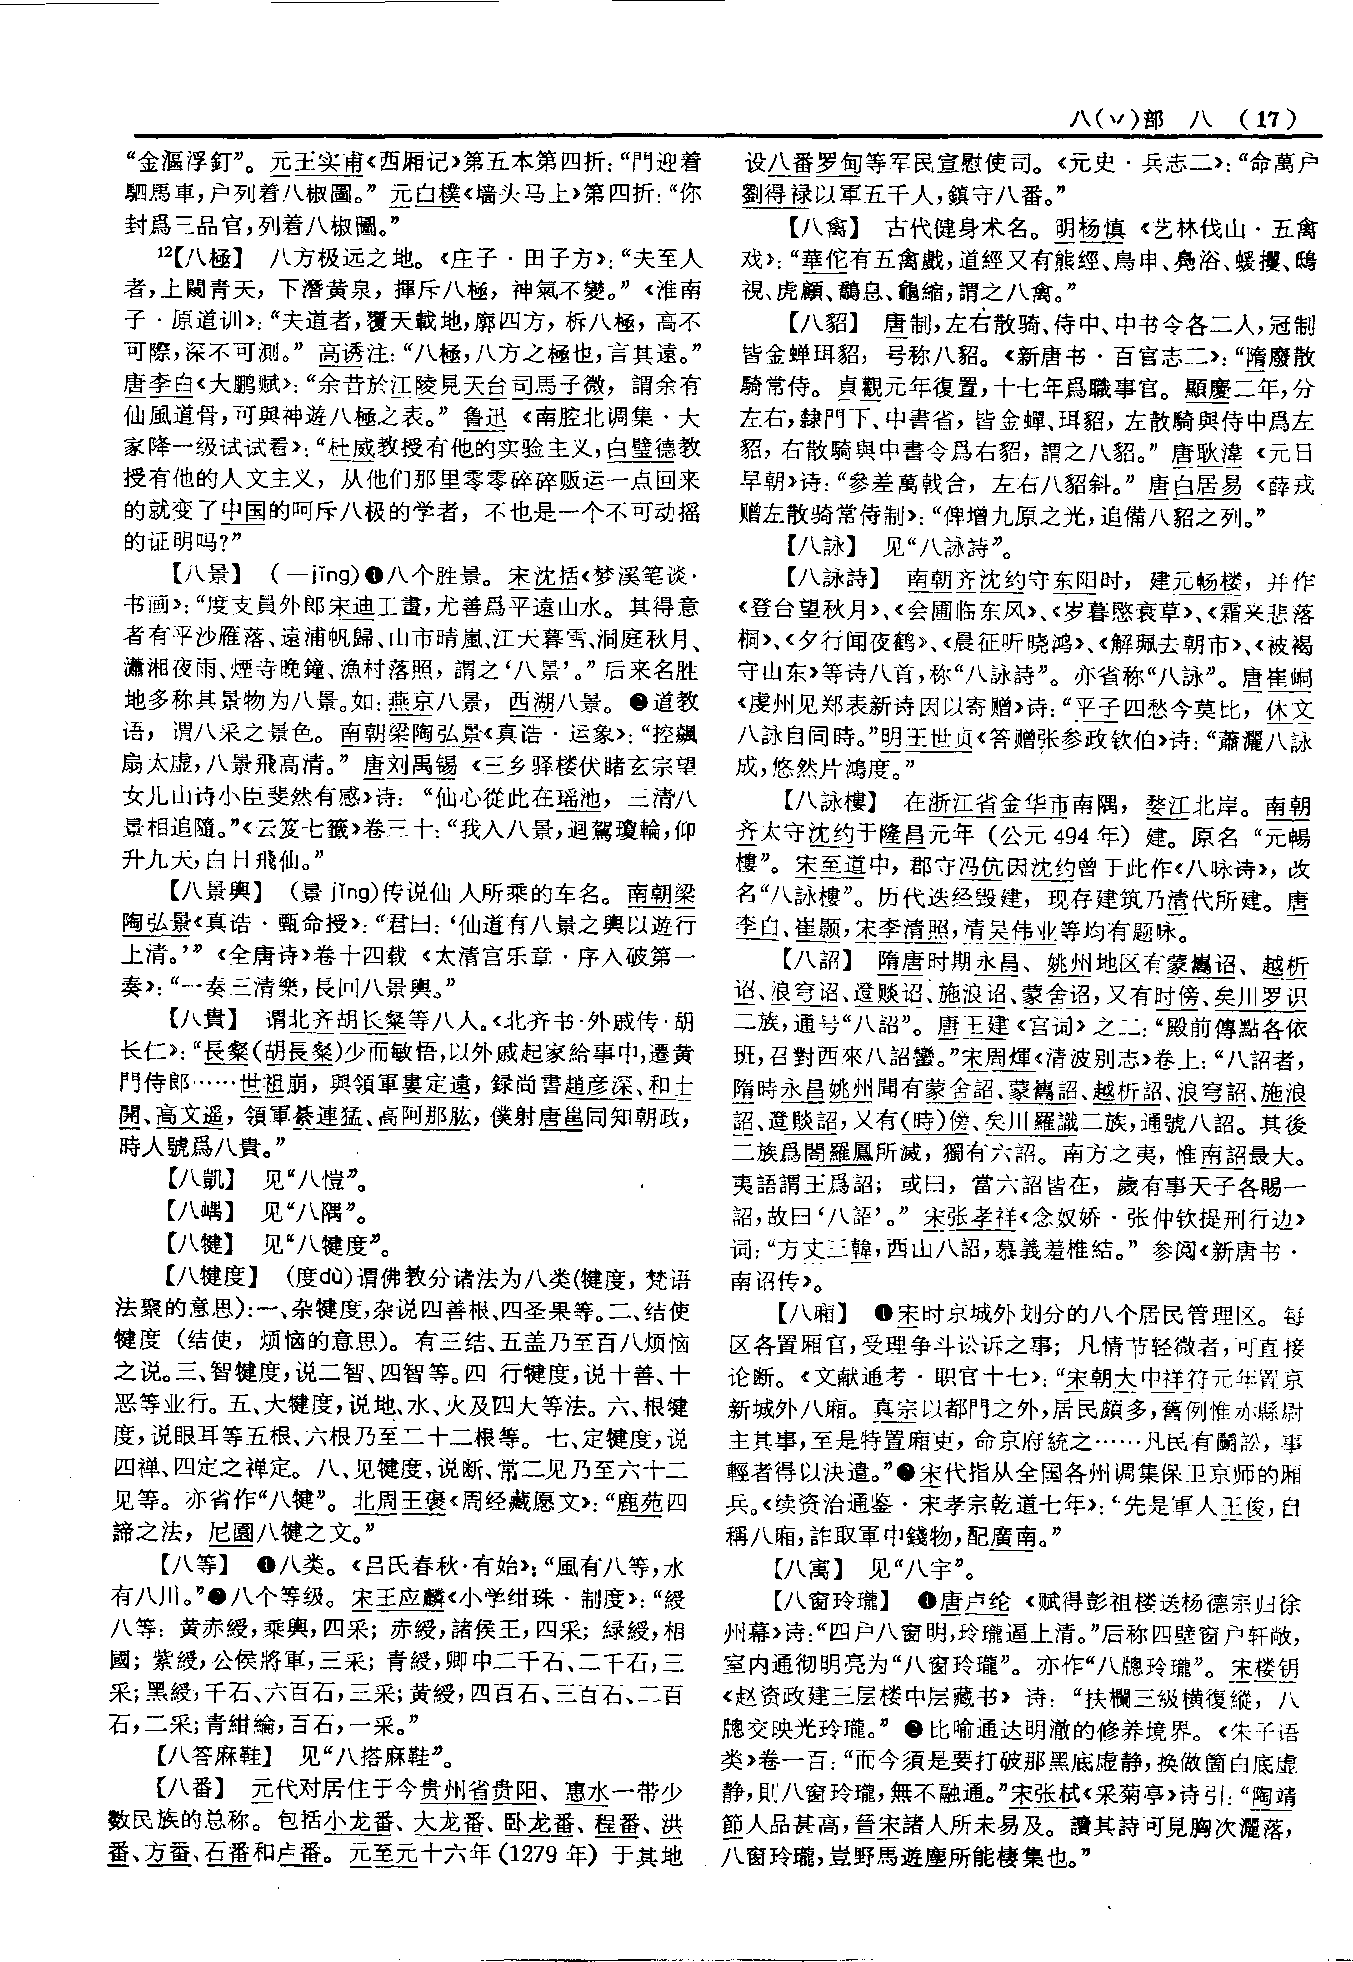 八(丷)部　八　(17)
“金漚浮釘”。元王实甫《西厢记》第五本第四折：“門迎着
駟馬車，户列着八椒圖。” 元白樸《墙头马上》第四折：“你
封爲三品官，列着八椒圖。”
12【八極】　八方极远之地。《庄子·田子方》：“夫至人
者，上闚青天，下潛黄泉，揮斥八極，神氣不變。”《淮南
子·原道训》：“夫道者，覆天載地，廓四方，柝八極，高不
可際，深不可測。” 高诱注：“八極，八方之極也，言其遠。”
唐李白《大鹏赋》：“余昔於江陵見天台司馬子微，謂余有
仙風道骨，可與神遊八極之表。” 鲁迅《南腔北调集·大
家降一级试试看》：“杜威教授有他的实验主义，白璧德教
授有他的人文主义，从他们那里零零碎碎贩运一点回来
的就变了中国的呵斥八极的学者，不也是一个不可动摇
的证明吗？”
【八景】　(—jǐng)❶八个胜景。宋沈括《梦溪笔谈·
书画》：“度支員外郎宋迪工畫，尤善爲平遠山水。其得意
者有平沙雁落、遠浦帆歸、山市晴嵐、江天暮雪、洞庭秋月、
瀟湘夜雨、煙寺晚鐘、漁村落照，謂之‘八景’。”后来名胜
地多称其景物为八景。如：燕京八景，西湖八景。❷道教
语，谓八采之景色。南朝梁陶弘景《真诰·运象》：“控飆
扇太虚，八景飛高清。” 唐刘禹锡《三乡驿楼伏睹玄宗望
女儿山诗小臣斐然有感》诗：“仙心從此在瑶池，三清八
景相追隨。”《云笈七籤》卷三十：“我入八景，迴駕瓊輪，仰
升九天，白日飛仙。”
【八景輿】　(景 jǐng)传说仙人所乘的车名。南朝梁
陶弘景《真诰·甄命授》：“君曰：‘仙道有八景之輿以遊行
上清。’”《全唐诗》卷十四载《太清宫乐章·序入破第一
奏》：“一奏三清樂，長回八景輿。”
【八貴】　谓北齐胡长粲等八人。《北齐书·外戚传·胡
长仁》：“長粲(胡長粲)少而敏悟，以外戚起家給事中，遷黄
門侍郎……世祖崩，與領軍婁定遠，録尚書趙彦深、和士
開、高文遥，領軍綦連猛、高阿那肱，僕射唐邕同知朝政，
時人號爲八貴。”
【八凱】　见“八愷”。
【八嵎】　见“八隅”。
【八犍】　见“八犍度”。
【八犍度】　(度dù)谓佛教分诸法为八类(犍度，梵语
法聚的意思)：一、杂犍度，杂说四善根、四圣果等。二、结使
犍度（结使，烦恼的意思）。有三结、五盖乃至百八烦恼
之说。三、智犍度，说二智、四智等。四 行犍度，说十善、十
恶等业行。五、大犍度，说地、水、火及四大等法。六、根犍
度，说眼耳等五根、六根乃至二十二根等。七、定犍度，说
四禅、四定之禅定。八、见犍度，说断、常二见乃至六十二
见等。亦省作“八犍”。北周王褒《周经藏愿文》：“鹿苑四
諦之法，尼園八犍之文。”
【八等】　❶八类。《吕氏春秋·有始》：“風有八等，水
有八川。”❷八个等级。宋王应麟《小学绀珠·制度》：“綬
八等：黄赤綬，乘輿，四采；赤綬，諸侯王，四采；緑綬，相
國；紫綬，公侯將軍，三采；青綬，卿中二千石、二千石，三
采；黑綬，千石、六百石，三采；黄綬，四百石、三百石、二百
石，二采；青紺綸，百石，一采。”
【八答麻鞋】　见“八搭麻鞋”。
【八番】　元代对居住于今贵州省贵阳、惠水一带少
数民族的总称。包括小龙番、大龙番、卧龙番、程番、洪
番、方番、石番和卢番。元至元十六年(1279年)于其地
设八番罗甸等军民宣慰使司。《元史·兵志二》：“命萬户
劉得禄以軍五千人，鎮守八番。”
【八禽】　古代健身术名。明杨慎《艺林伐山·五禽
戏》：“華佗有五禽戲，道經又有熊經、鳥申、鳧浴、蝯攫、鴟
視、虎顧、鷮息、龜縮，謂之八禽。”
【八貂】　唐制，左右散骑、侍中、中书令各二人，冠制
皆金蝉珥貂，号称八貂。《新唐书·百官志二》：“隋廢散
騎常侍。貞觀元年復置，十七年爲職事官。顯慶二年，分
左右，隸門下、中書省，皆金蟬、珥貂，左散騎與侍中爲左
貂，右散騎與中書令爲右貂，謂之八貂。” 唐耿湋《元日
早朝》诗：“參差萬戟合，左右八貂斜。” 唐白居易《薛戎
赠左散骑常侍制》：“俾增九原之光，追備八貂之列。”
【八詠】　见“八詠詩”。
【八詠詩】　南朝齐沈约守东阳时，建元畅楼，并作
《登台望秋月》、《会圃临东风》、《岁暮愍衰草》、《霜来悲落
桐》、《夕行闻夜鹤》、《晨征听晓鸿》、《解珮去朝市》、《被褐
守山东》等诗八首，称“八詠詩”。亦省称“八詠”。唐崔峒
《虔州见郑表新诗因以寄赠》诗：“平子四愁今莫比，休文
八詠自同時。”明王世贞《答赠张参政钦伯》诗：“蕭灑八詠
成，悠然片鴻度。”
【八詠樓】　在浙江省金华市南隅，婺江北岸。南朝
齐太守沈约于隆昌元年（公元494年）建。原名“元暢
樓”。宋至道中，郡守冯伉因沈约曾于此作《八咏诗》，改
名“八詠樓”。历代迭经毁建，现存建筑乃清代所建。唐
李白、崔颢，宋李清照，清吴伟业等均有题咏。
【八詔】　隋唐时期永昌、姚州地区有蒙巂诏、越析
诏、浪穹诏、邆赕诏、施浪诏、蒙舍诏，又有时傍、矣川罗识
二族，通号“八詔”。唐王建《宫词》之二：“殿前傳點各依
班，召對西來八詔蠻。”宋周煇《清波别志》卷上：“八詔者，
隋時永昌姚州間有蒙舍詔、蒙巂詔、越析詔、浪穹詔、施浪
詔、邆賧詔，又有(時)傍、矣川羅識二族，通號八詔。其後
二族爲閤羅鳳所滅，獨有六詔。南方之夷，惟南詔最大。
夷語謂王爲詔；或曰，當六詔皆在，歲有事天子各賜一
詔，故曰‘八詔’。” 宋张孝祥《念奴娇·张仲钦提刑行边》
词：“方丈三韓，西山八詔，慕義羞椎結。” 参阅《新唐书·
南诏传》。
【八廂】　❶宋时京城外划分的八个居民管理区。每
区各置厢官，受理争斗讼诉之事；凡情节轻微者，可直接
论断。《文献通考·职官十七》：“宋朝大中祥符元年置京
新城外八廂。真宗以都門之外，居民頗多，舊例惟赤縣尉
主其事，至是特置廂吏，命京府統之……凡民有鬭訟，事
輕者得以決遣。”❷宋代指从全国各州调集保卫京师的厢
兵。《续资治通鉴·宋孝宗乾道七年》：“先是軍人王俊，自
稱八廂，詐取軍中錢物，配廣南。”
【八寓】　见“八宇”。
【八窗玲瓏】　❶唐卢纶《赋得彭祖楼送杨德宗归徐
州幕》诗：“四户八窗明，玲瓏逼上清。”后称四壁窗户轩敞，
室内通彻明亮为“八窗玲瓏”。亦作“八牕玲瓏”。宋楼钥
《赵资政建三层楼中层藏书》诗：“扶欄三級横復縱，八
牕交映光玲瓏。” ❷比喻通达明澈的修养境界。《朱子语
类》卷一百：“而今須是要打破那黑底虚静，换做箇白底虚
静，則八窗玲瓏，無不融通。”宋张栻《采菊亭》诗引：“陶靖
節人品甚高，晉宋諸人所未易及。讀其詩可見胸次灑落，
八窗玲瓏，豈野馬遊塵所能棲集也。”